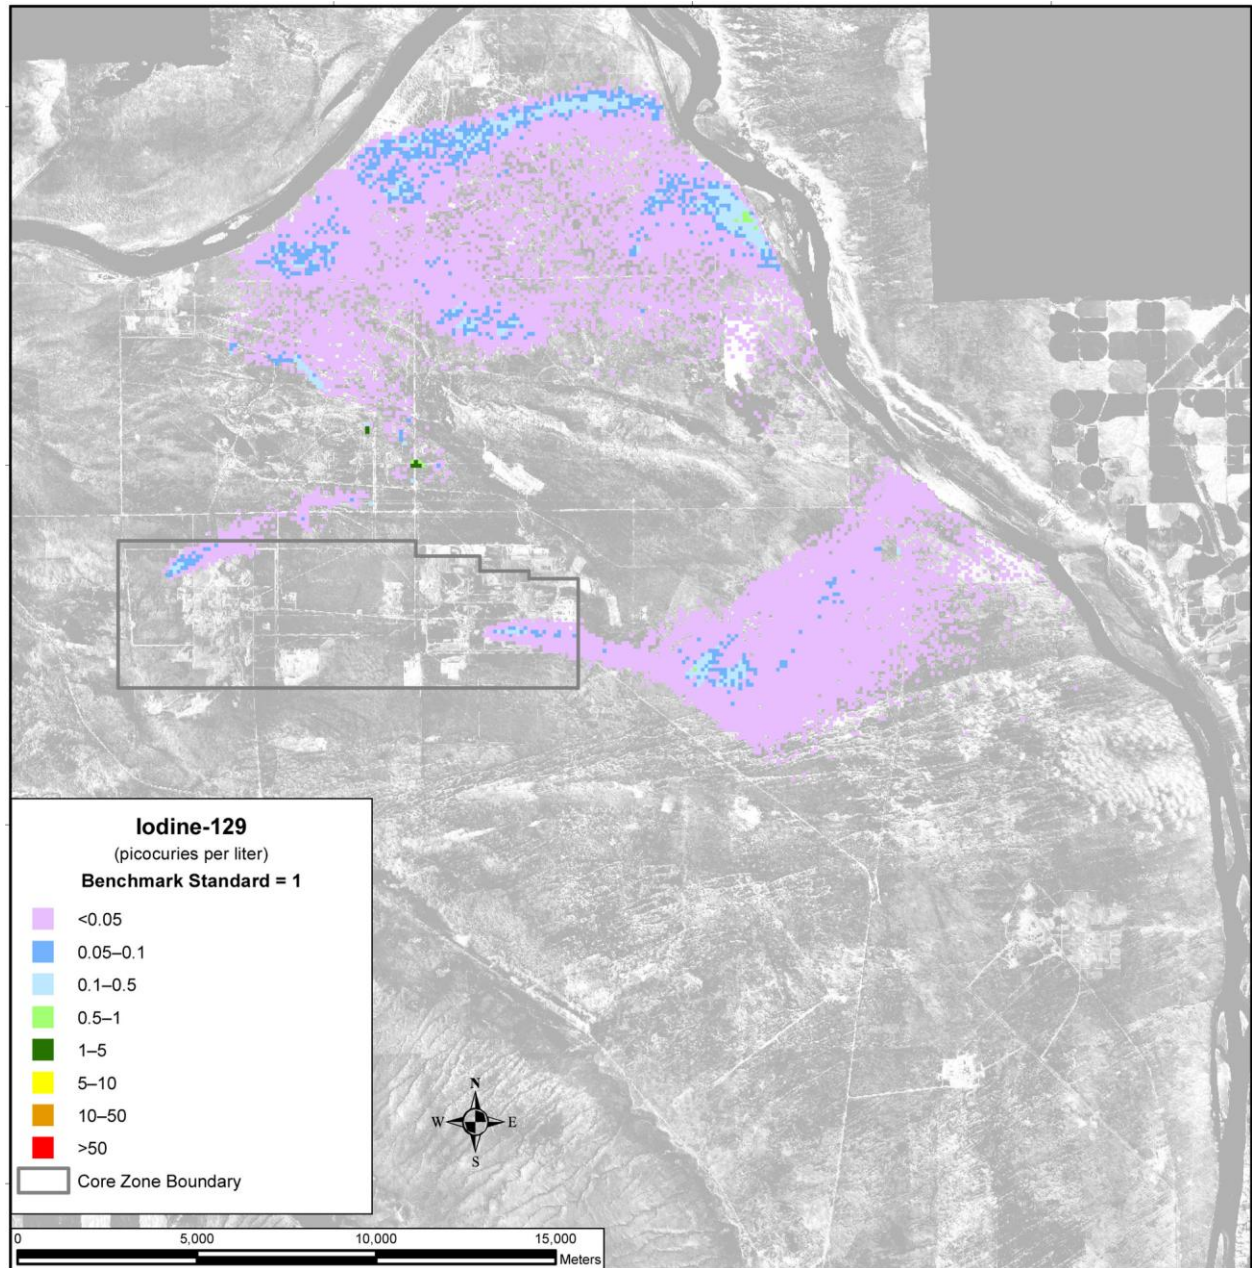 Iodine-129
(picocuries per liter)
Benchmark Standard = 1
<0.05
0.05–0.1
0.1–0.5
0.5–1
1–5
5–10
10–50
>50
Core Zone Boundary
N
W E
S
0 5,000 10,000 15,000
Meters